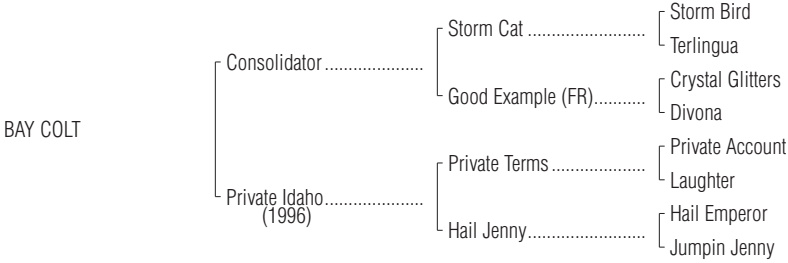 Storm Bird
Storm Cat .........................
Terlingua
Consolidator .....................
Crystal Glitters
Good Example (FR)...........
Divona
BAY COLT
Private Account
Private Terms ....................
Laughter
Private Idaho.....................
(1996)
Hail Emperor
Hail Jenny.........................
Jumpin Jenny